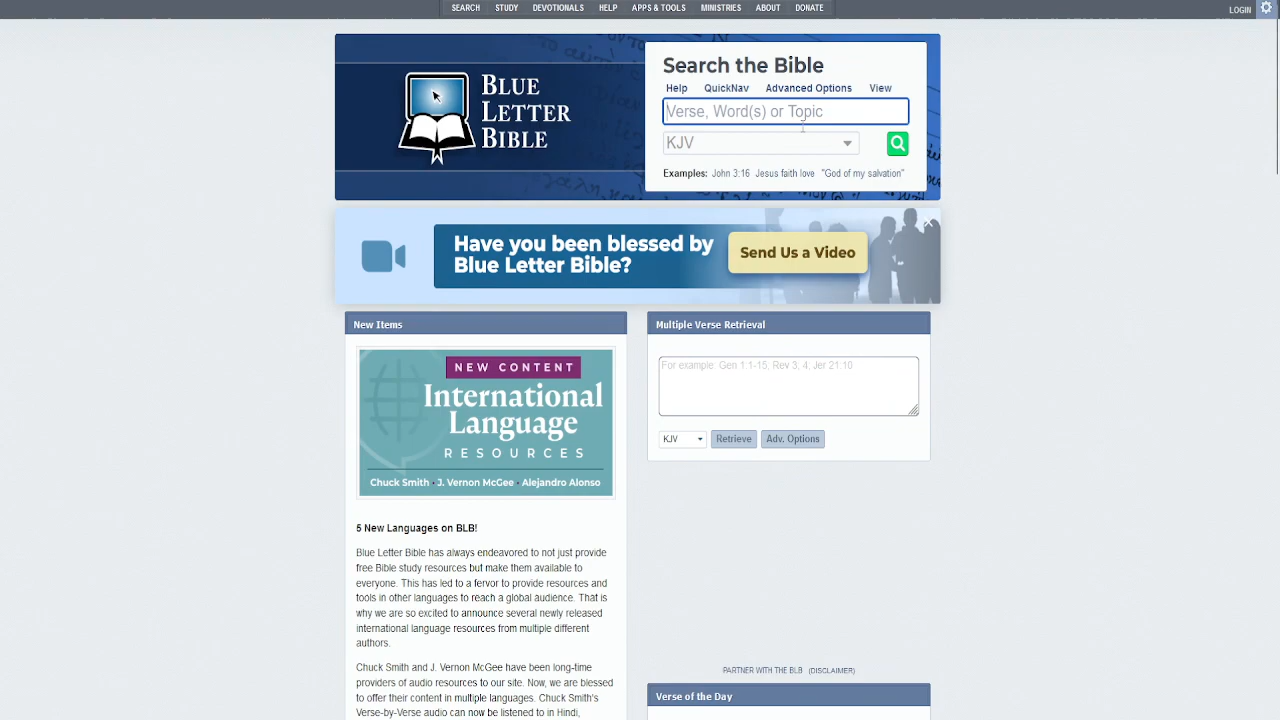 SEARCH STUDY DEVOTIONALS HELP APPS & TOOLS MINISTRIES ABOUT DONATE LOGIN
BLUE
LETTER
BIBLE
Search the Bible
Help QuickNav Advanced Options View
Verse, Word(s) or Topic
KJV
Examples: John 3:16 Jesus faith love "God of my salvation"
Have you been blessed by
Blue Letter Bible?
Send Us a Video
New Items
NEW CONTENT
International
Language
RESOURCES
Chuck Smith • J. Vernon McGee • Alejandro Alonso
5 New Languages on BLB!
Blue Letter Bible has always endeavored to not just provide
free Bible study resources but make them available to
everyone. This has led to a fervor to provide resources and
tools in other languages to reach a global audience. That is
why we are so excited to announce several newly released
international language resources from multiple different
authors.
Chuck Smith and J. Vernon McGee have been long-time
providers of audio resources to our site. Now, we are blessed
to offer their content in multiple languages. Chuck Smith's
Verse-by-Verse audio can now be listened to in Hindi,
Multiple Verse Retrieval
For example: Gen 1:1-15; Rev 3; 4; Jer 21:10
KJV Retrieve Adv. Options
PARTNER WITH THE BLB (DISCLAIMER)
Verse of the Day